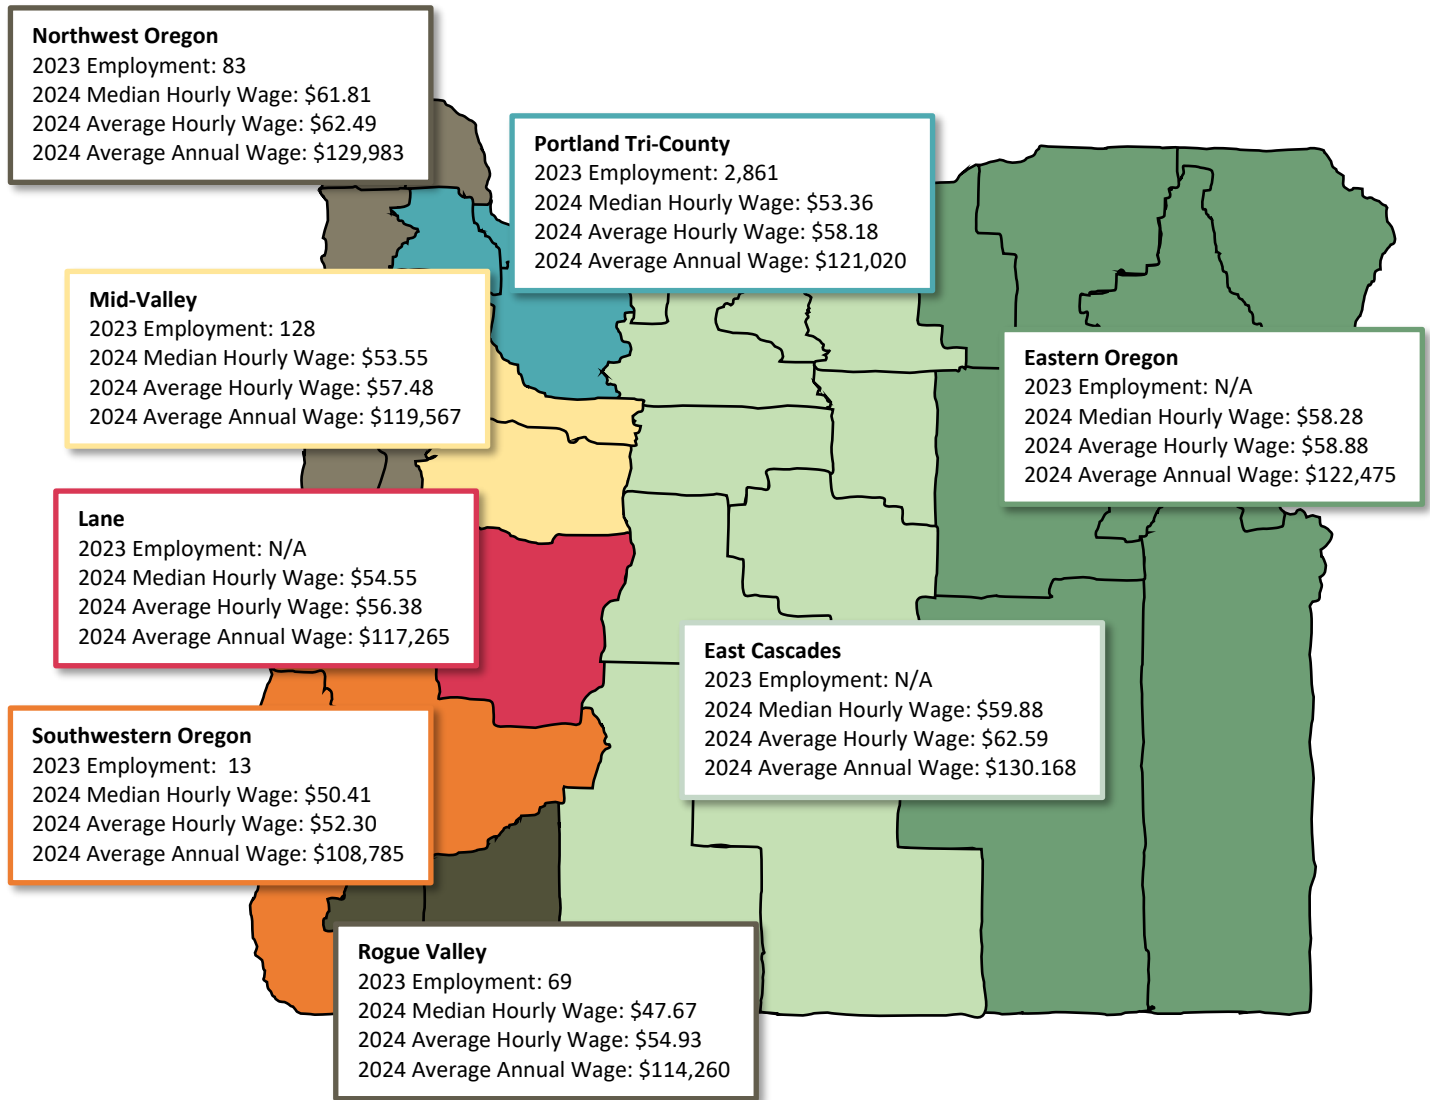 Northwest Oregon
2023 Employment: 83
2024 Median Hourly Wage: $61.81
2024 Average Hourly Wage: $62.49
2024 Average Annual Wage: $129,983
Portland Tri-County
2023 Employment: 2,861
2024 Median Hourly Wage: $53.36
2024 Average Hourly Wage: $58.18
2024 Average Annual Wage: $121,020
Mid-Valley
2023 Employment: 128
2024 Median Hourly Wage: $53.55
2024 Average Hourly Wage: $57.48
2024 Average Annual Wage: $119,567
Eastern Oregon
2023 Employment: N/A
2024 Median Hourly Wage: $58.28
2024 Average Hourly Wage: $58.88
2024 Average Annual Wage: $122,475
Lane
2023 Employment: N/A
2024 Median Hourly Wage: $54.55
2024 Average Hourly Wage: $56.38
2024 Average Annual Wage: $117,265
East Cascades
2023 Employment: N/A
2024 Median Hourly Wage: $59.88
2024 Average Hourly Wage: $62.59
2024 Average Annual Wage: $130.168
Southwestern Oregon
2023 Employment:  13
2024 Median Hourly Wage: $50.41
2024 Average Hourly Wage: $52.30
2024 Average Annual Wage: $108,785
Rogue Valley
2023 Employment: 69
2024 Median Hourly Wage: $47.67
2024 Average Hourly Wage: $54.93
2024 Average Annual Wage: $114,260